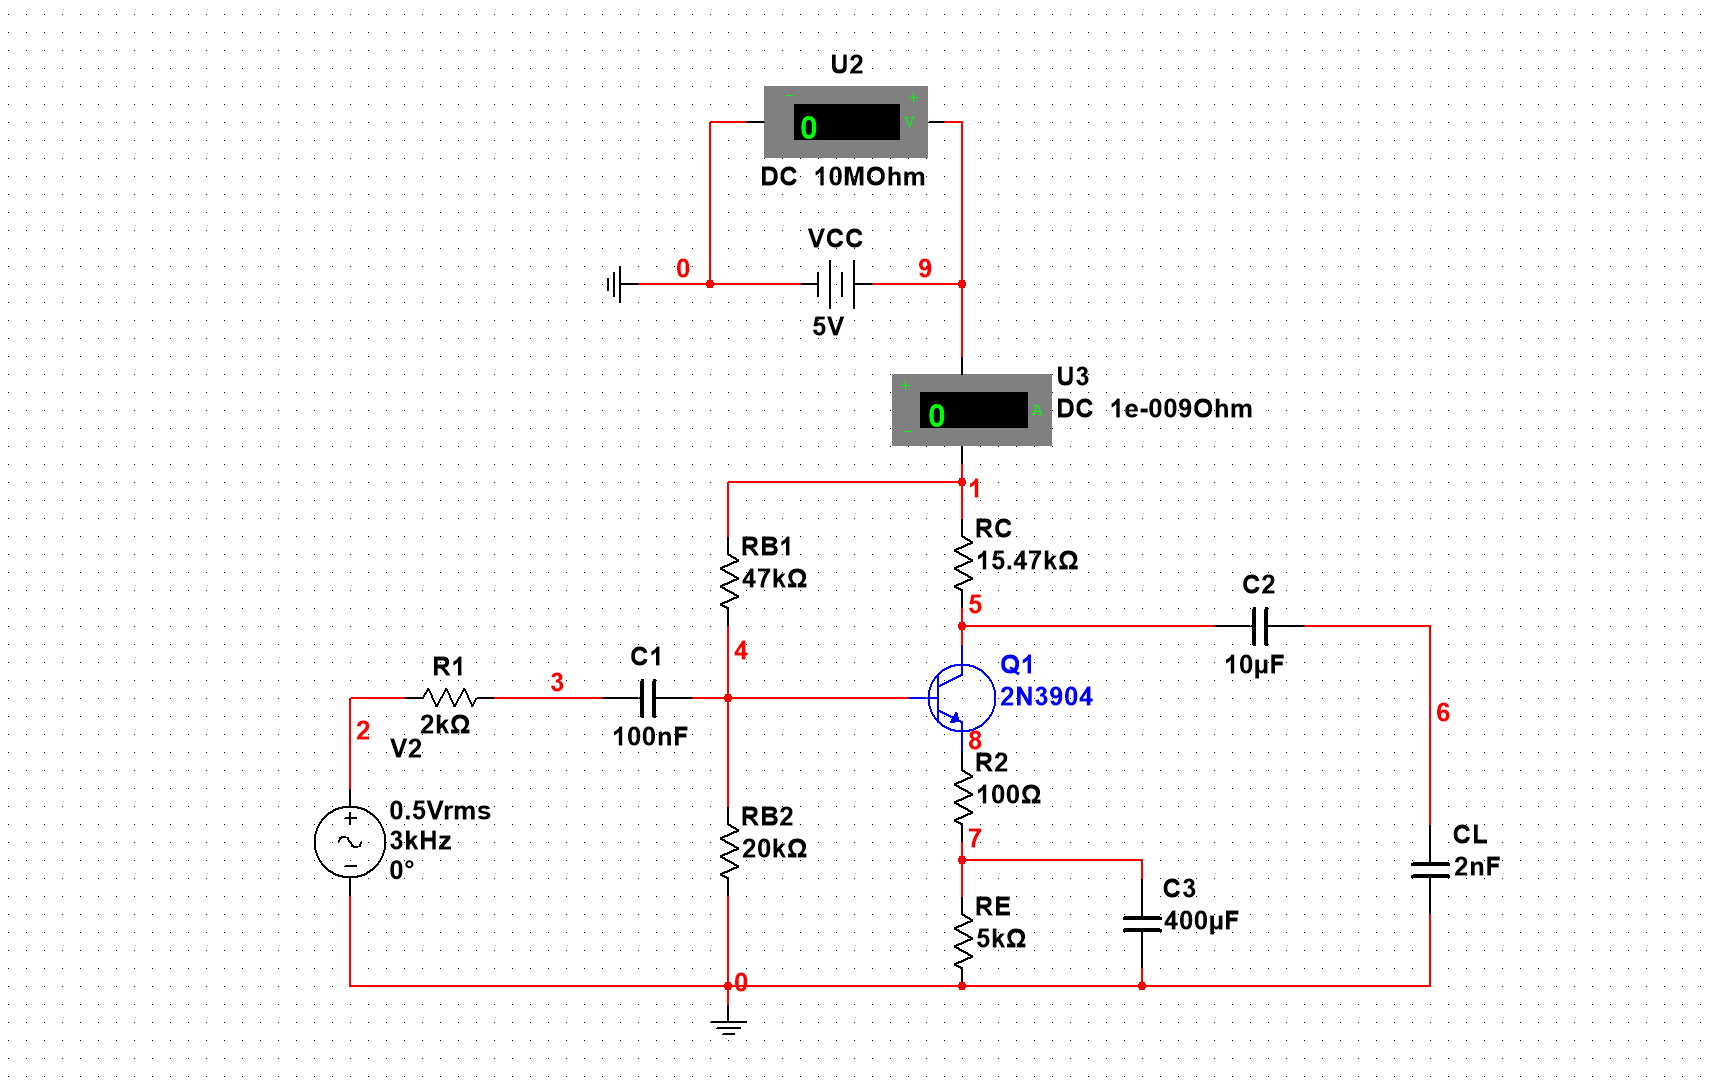 U2
− +
0 V
DC 10MOhm
VCC
0 9
5V
U3
+
0 A
−
DC 1e-009Ohm
1
RC
15.47kΩ
RB1
47kΩ
5
C2
10µF
4
R1
2kΩ
3
C1
100nF
Q1
2N3904
6
2
V2
8
R2
100Ω
0.5Vrms
3kHz
0°
+
−
RB2
20kΩ
7
CL
2nF
C3
400µF
RE
5kΩ
0